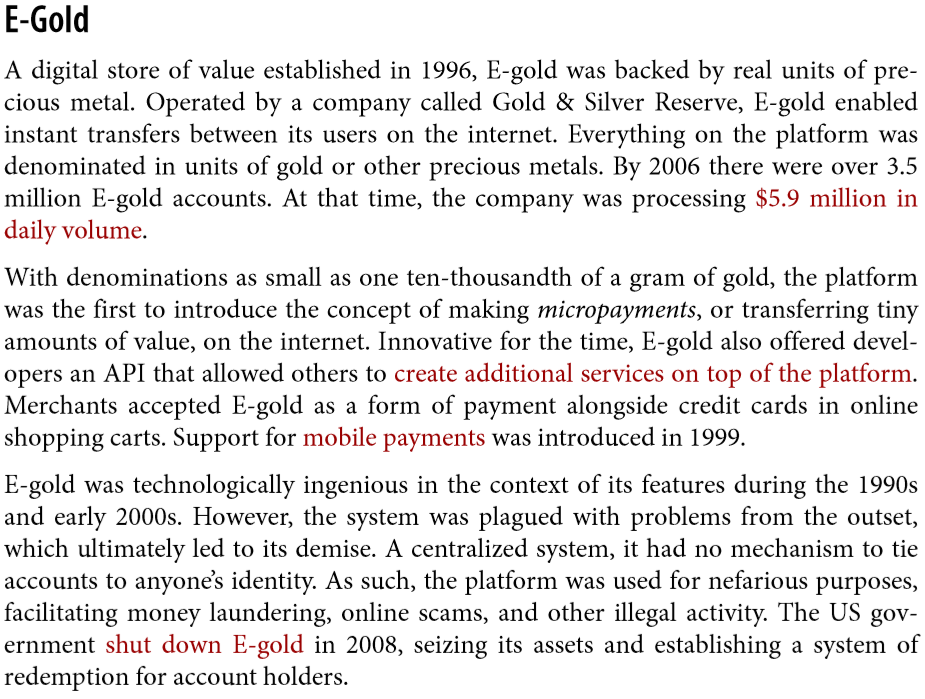 E-Gold
A digital store of value established in 1996, E-gold was backed by real units of pre-
cious metal. Operated by a company called Gold & Silver Reserve, E-gold enabled
instant transfers between its users on the internet. Everything on the platform was
denominated in units of gold or other precious metals. By 2006 there were over 3.5
million E-gold accounts. At that time, the company was processing $5.9 million in
daily volume.
With denominations as small as one ten-thousandth of a gram of gold, the platform
was the first to introduce the concept of making micropayments, or transferring tiny
amounts of value, on the internet. Innovative for the time, E-gold also offered devel-
opers an API that allowed others to create additional services on top of the platform.
Merchants accepted E-gold as a form of payment alongside credit cards in online
shopping carts. Support for mobile payments was introduced in 1999.
E-gold was technologically ingenious in the context of its features during the 1990s
and early 2000s. However, the system was plagued with problems from the outset,
which ultimately led to its demise. A centralized system, it had no mechanism to tie
accounts to anyone’s identity. As such, the platform was used for nefarious purposes,
facilitating money laundering, online scams, and other illegal activity. The US gov-
ernment shut down E-gold in 2008, seizing its assets and establishing a system of
redemption for account holders.